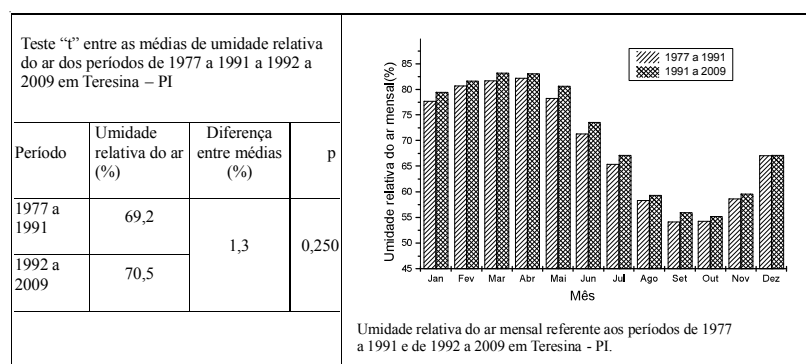 Teste “t” entre as médias de umidade relativa
do ar dos períodos de 1977 a 1991 a 1992 a
2009 em Teresina – PI
Período
Umidade
relativa do ar
(%)
Diferença
entre médias
(%)
p
1977 a
1991
69,2
1,3
0,250
1992 a
2009
70,5
Umidade relativa do ar mensal(%)
85
80
75
70
65
60
55
50
45
1977 a 1991
1991 a 2009
Jan Fev Mar Abr Mai Jun Jul Ago Set Out Nov Dez
Mês
Umidade relativa do ar mensal referente aos períodos de 1977
a 1991 e de 1992 a 2009 em Teresina - PI.